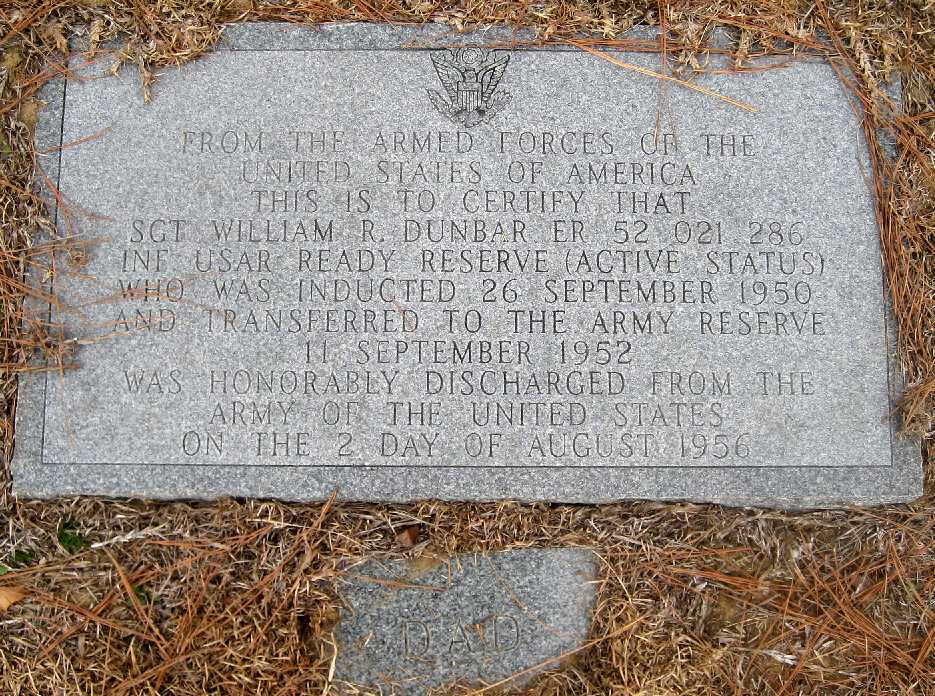 FROM THE ARMED FORCES OF THE
UNITED STATES OF AMERICA
THIS IS TO CERTIFY THAT
SGT WILLIAM R. DUNBAR ER 52 021 286
INF USAR READY RESERVE (ACTIVE STATUS)
WHO WAS INDUCTED 26 SEPTEMBER 1950
AND TRANSFERRED TO THE ARMY RESERVE
11 SEPTEMBER 1952
WAS HONORABLY DISCHARGED FROM THE
ARMY OF THE UNITED STATES
ON THE 2 DAY OF AUGUST 1956
DAD